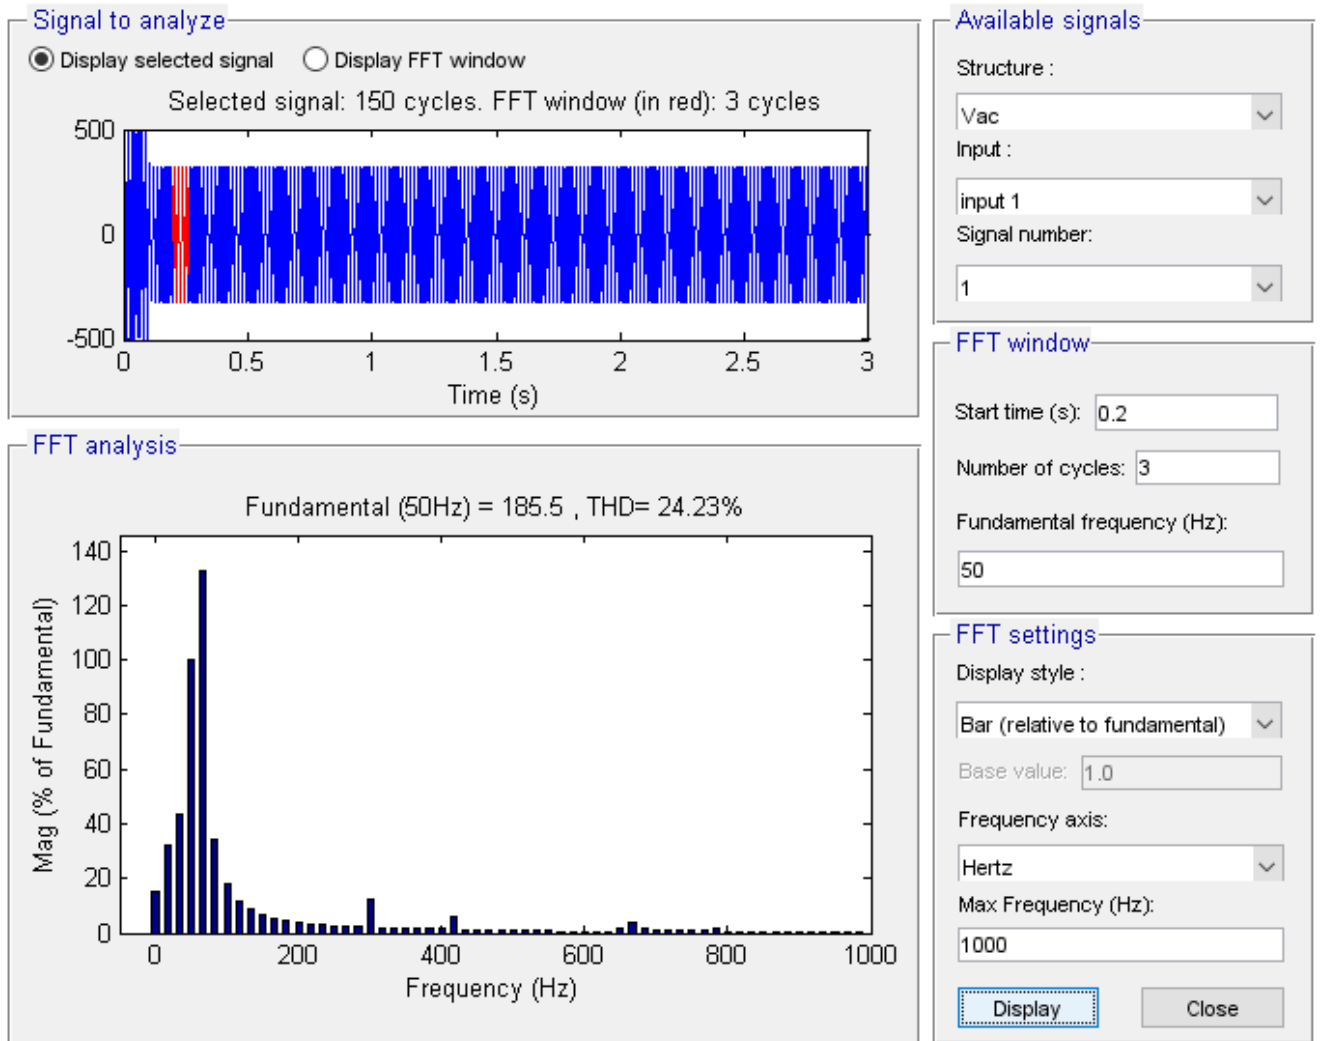 Signal to analyze
Display selected signal Display FFT window
Selected signal: 150 cycles. FFT window (in red): 3 cycles
500
0
-500
0 0.5 1 1.5 2 2.5 3
Time (s)
FFT analysis
Fundamental (50Hz) = 185.5 , THD= 24.23%
140
120
100
80
60
40
20
0
Mag (% of Fundamental)
0 200 400 600 800 1000
Frequency (Hz)
Available signals
Structure :
Vac
Input :
input 1
Signal number:
1
FFT window
Start time (s): 0.2
Number of cycles: 3
Fundamental frequency (Hz):
50
FFT settings
Display style :
Bar (relative to fundamental)
Base value: 1.0
Frequency axis:
Hertz
Max Frequency (Hz):
1000
Display Close